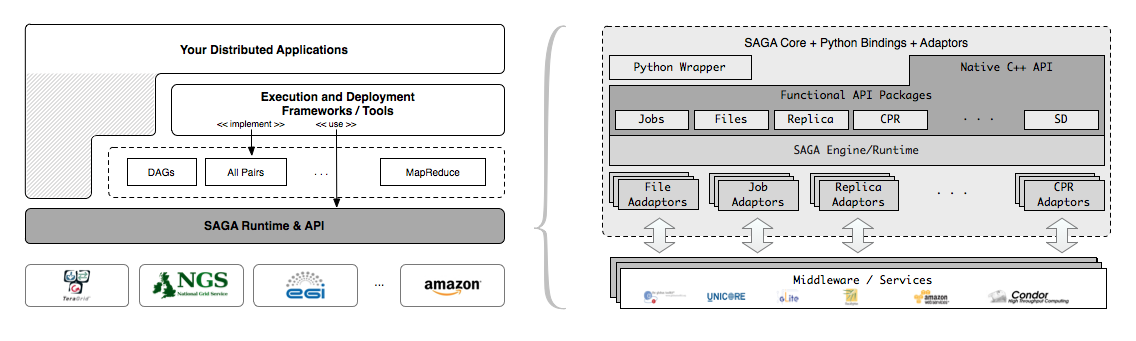 Your Distributed Applications
Execution and Deployment
Frameworks / Tools
<< implement >>
<< use >>
DAGs
All Pairs
. . .
MapReduce
SAGA Runtime & API
TeraGrid
NGS
National Grid Service
egi
...
amazon
SAGA Core + Python Bindings + Adaptors
Python Wrapper
Native C++ API
Functional API Packages
Jobs
Files
Replica
CPR
. . .
SD
SAGA Engine/Runtime
File
Aadaptors
Job
Adaptors
Replica
Adaptors
. . .
CPR
Adaptors
Middleware / Services
UNICORE
gLite
amazon
webservices
Condor
High Throughput Computing